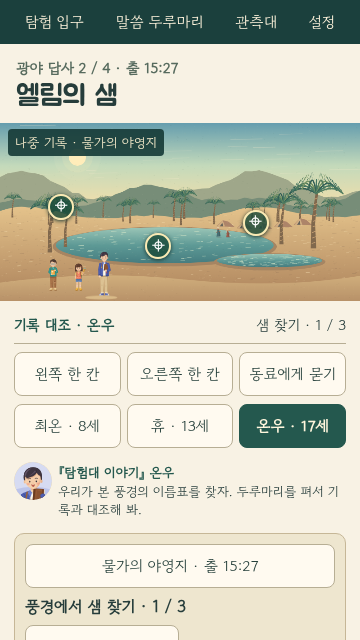 탐험 입구 말씀 두루마리 관측대 설정
광야 답사 2 / 4 · 출 15:27
엘림의 샘
나중 기록 · 물가의 야영지
기록 대조 · 온우 샘 찾기 · 1 / 3
왼쪽 한 칸 오른쪽 한 칸 동료에게 묻기
최온 · 8세 휴 · 13세 온우 · 17세
『탐험대 이야기』 온우
우리가 본 풍경의 이름표를 찾자. 두루마리를 펴서 기
록과 대조해 봐.
물가의 야영지 · 출 15:27
풍경에서 샘 찾기 · 1 / 3